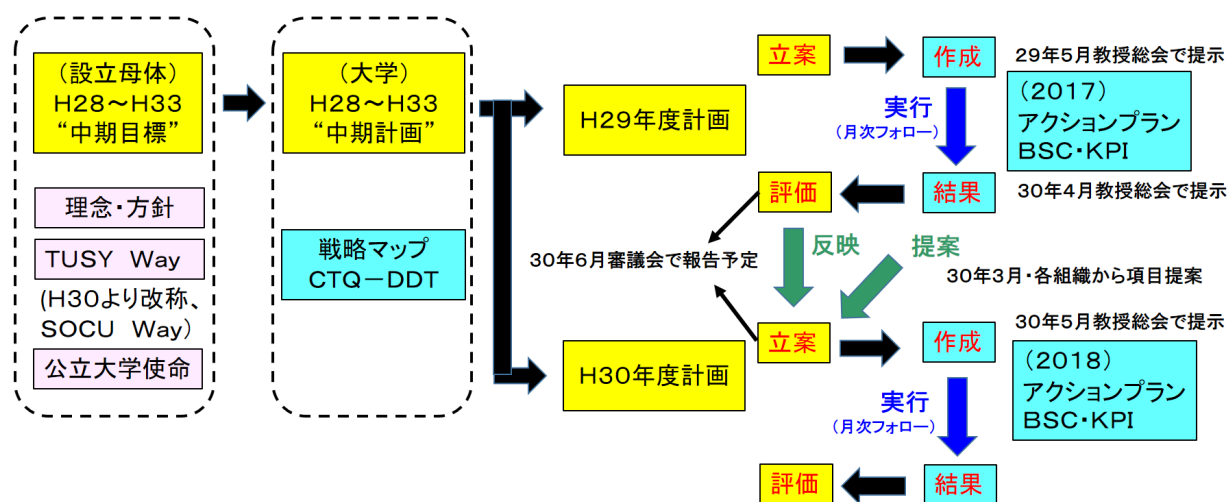 （設立母体）
H28～H33
“中期目標”
理念・方針
TUSY Way
(H30より改称、
SOCU Way）
公立大学使命
（大学）
H28～H33
“中期計画”
戦略マップ
CTQ－DDT
H29年度計画
立案
作成
29年5月教授総会で提示
実行
（月次フォロー）
（2017）
アクションプラン
BSC・KPI
評価
結果
30年4月教授総会で提示
反映
提案
30年6月審議会で報告予定
30年3月・各組織から項目提案
H30年度計画
立案
作成
30年5月教授総会で提示
実行
（月次フォロー）
（2018）
アクションプラン
BSC・KPI
評価
結果